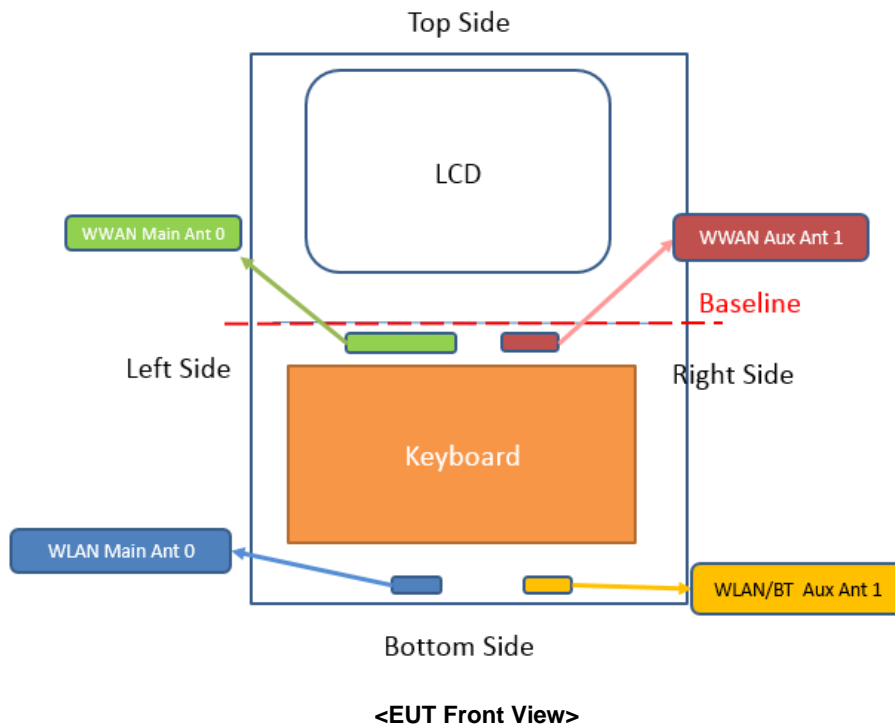 Top Side
LCD
WWAN Main Ant 0
WWAN Aux Ant 1
Baseline
Left Side
Right Side
Keyboard
WLAN Main Ant 0
WLAN/BT Aux Ant 1
Bottom Side
<EUT Front View>